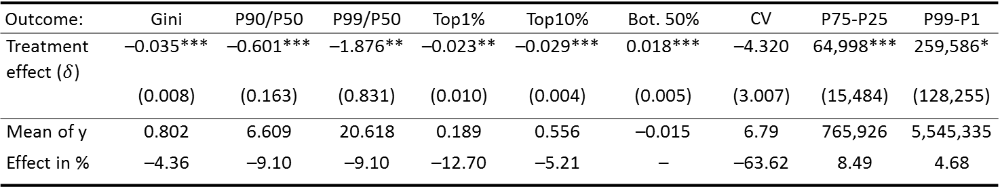 Outcome: Gini P90/P50 P99/P50 Top1% Top10% Bot. 50% CV P75-P25 P99-P1
Treatment −0.035*** −0.601*** −1.876** −0.023** −0.029*** 0.018*** −4.320 64,998*** 259,586*
effect (δ)
(0.008) (0.163) (0.831) (0.010) (0.004) (0.005) (3.007) (15,484) (128,255)
Mean of y 0.802 6.609 20.618 0.189 0.556 −0.015 6.79 765,926 5,545,335
Effect in % −4.36 −9.10 −9.10 −12.70 −5.21 − −63.62 8.49 4.68